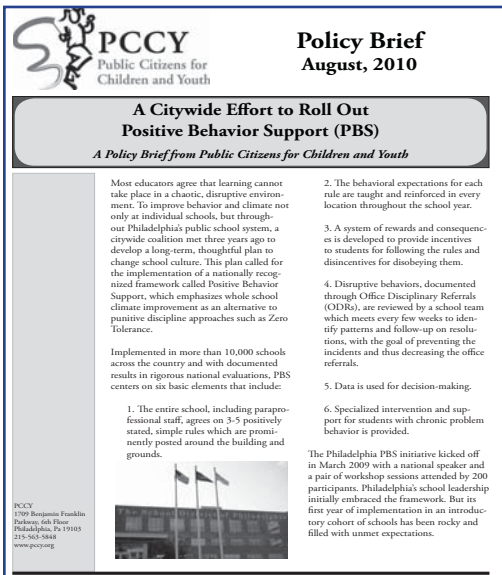 PCCY
Public Citizens for
Children and Youth
Policy Brief
August, 2010
A Citywide Effort to Roll Out
Positive Behavior Support (PBS)
A Policy Brief from Public Citizens for Children and Youth
Most educators agree that learning cannot
take place in a chaotic, disruptive environ-
ment. To improve behavior and climate not
only at individual schools, but through-
out Philadelphia's public school system, a
citywide coalition met three years ago to
develop a long-term, thoughtful plan to
change school culture. This plan called for
the implementation of a nationally recog-
nized framework called Positive Behavior
Support, which emphasizes whole school
climate improvement as an alternative to
punitive discipline approaches such as Zero
Tolerance.
Implemented in more than 10,000 schools
across the country and with documented
results in rigorous national evaluations, PBS
centers on six basic elements that include:
1. The entire school, including parapro-
fessional staff, agrees on 3-5 positively
stated, simple rules which are promi-
nently posted around the building and
grounds.
2. The behavioral expectations for each
rule are taught and reinforced in every
location throughout the school year.
3. A system of rewards and consequenc-
es is developed to provide incentives
to students for following the rules and
disincentives for disobeying them.
4. Disruptive behaviors, documented
through Office Disciplinary Referrals
(ODRs), are reviewed by a school team
which meets every few weeks to iden-
tify patterns and follow-up on resolu-
tions, with the goal of preventing the
incidents and thus decreasing the office
referrals.
5. Data is used for decision-making.
6. Specialized intervention and sup-
port for students with chronic problem
behavior is provided.
The Philadelphia PBS initiative kicked off
in March 2009 with a national speaker and
a pair of workshop sessions attended by 200
participants. Philadelphia's school leadership
initially embraced the framework. But its
first year of implementation in an introduc-
tory cohort of schools has been rocky and
filled with unmet expectations.
The School District of Philadelphia
PCCY
1709 Benjamin Franklin
Parkway, 6th Floor
Philadelphia, Pa 19103
215-563-5848
www.pccy.org